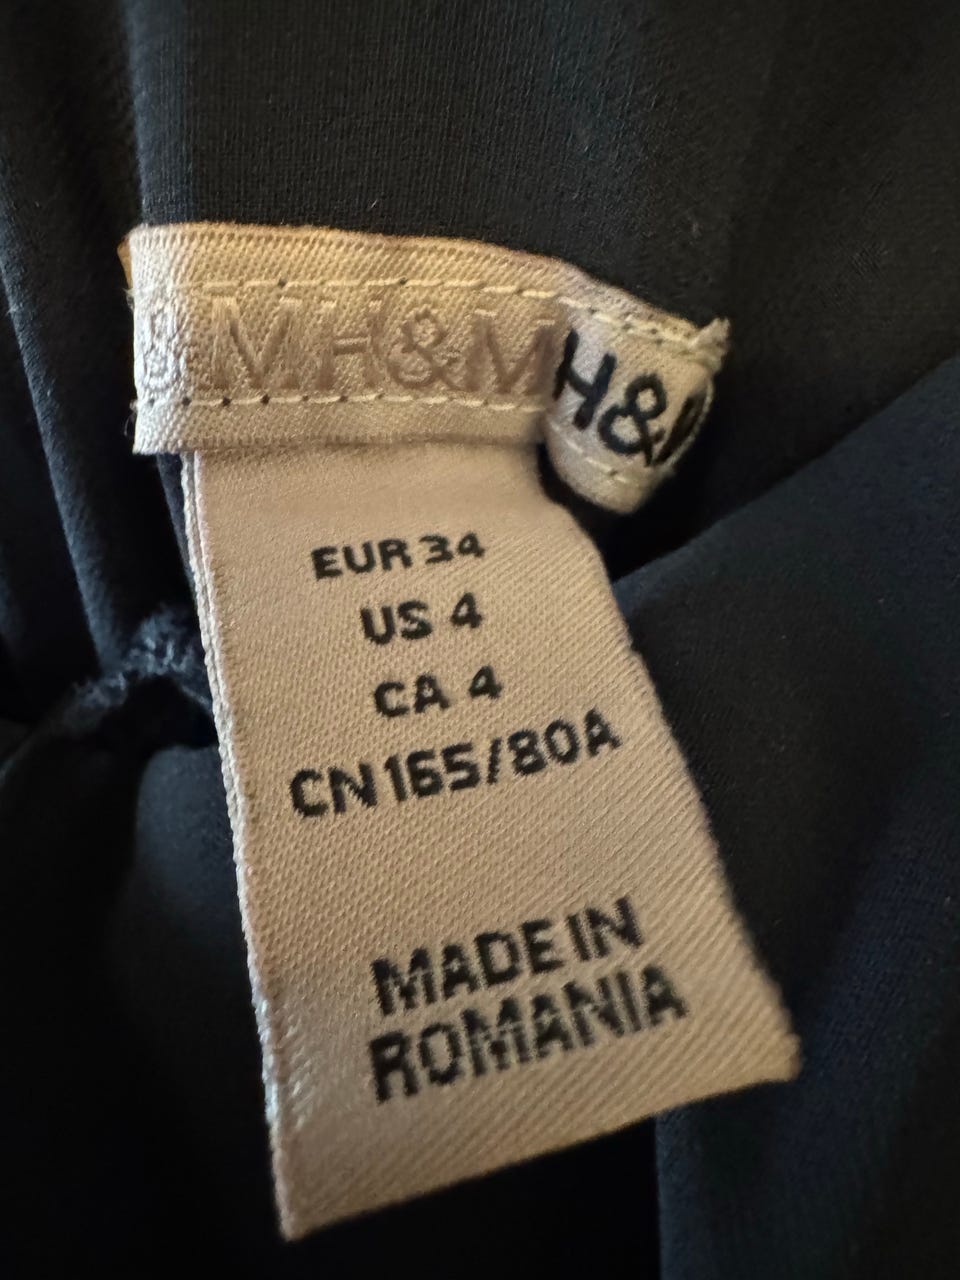 & M H&M H&
EUR 34
US 4
CA 4
CN 165/80A
MADE IN
ROMANIA